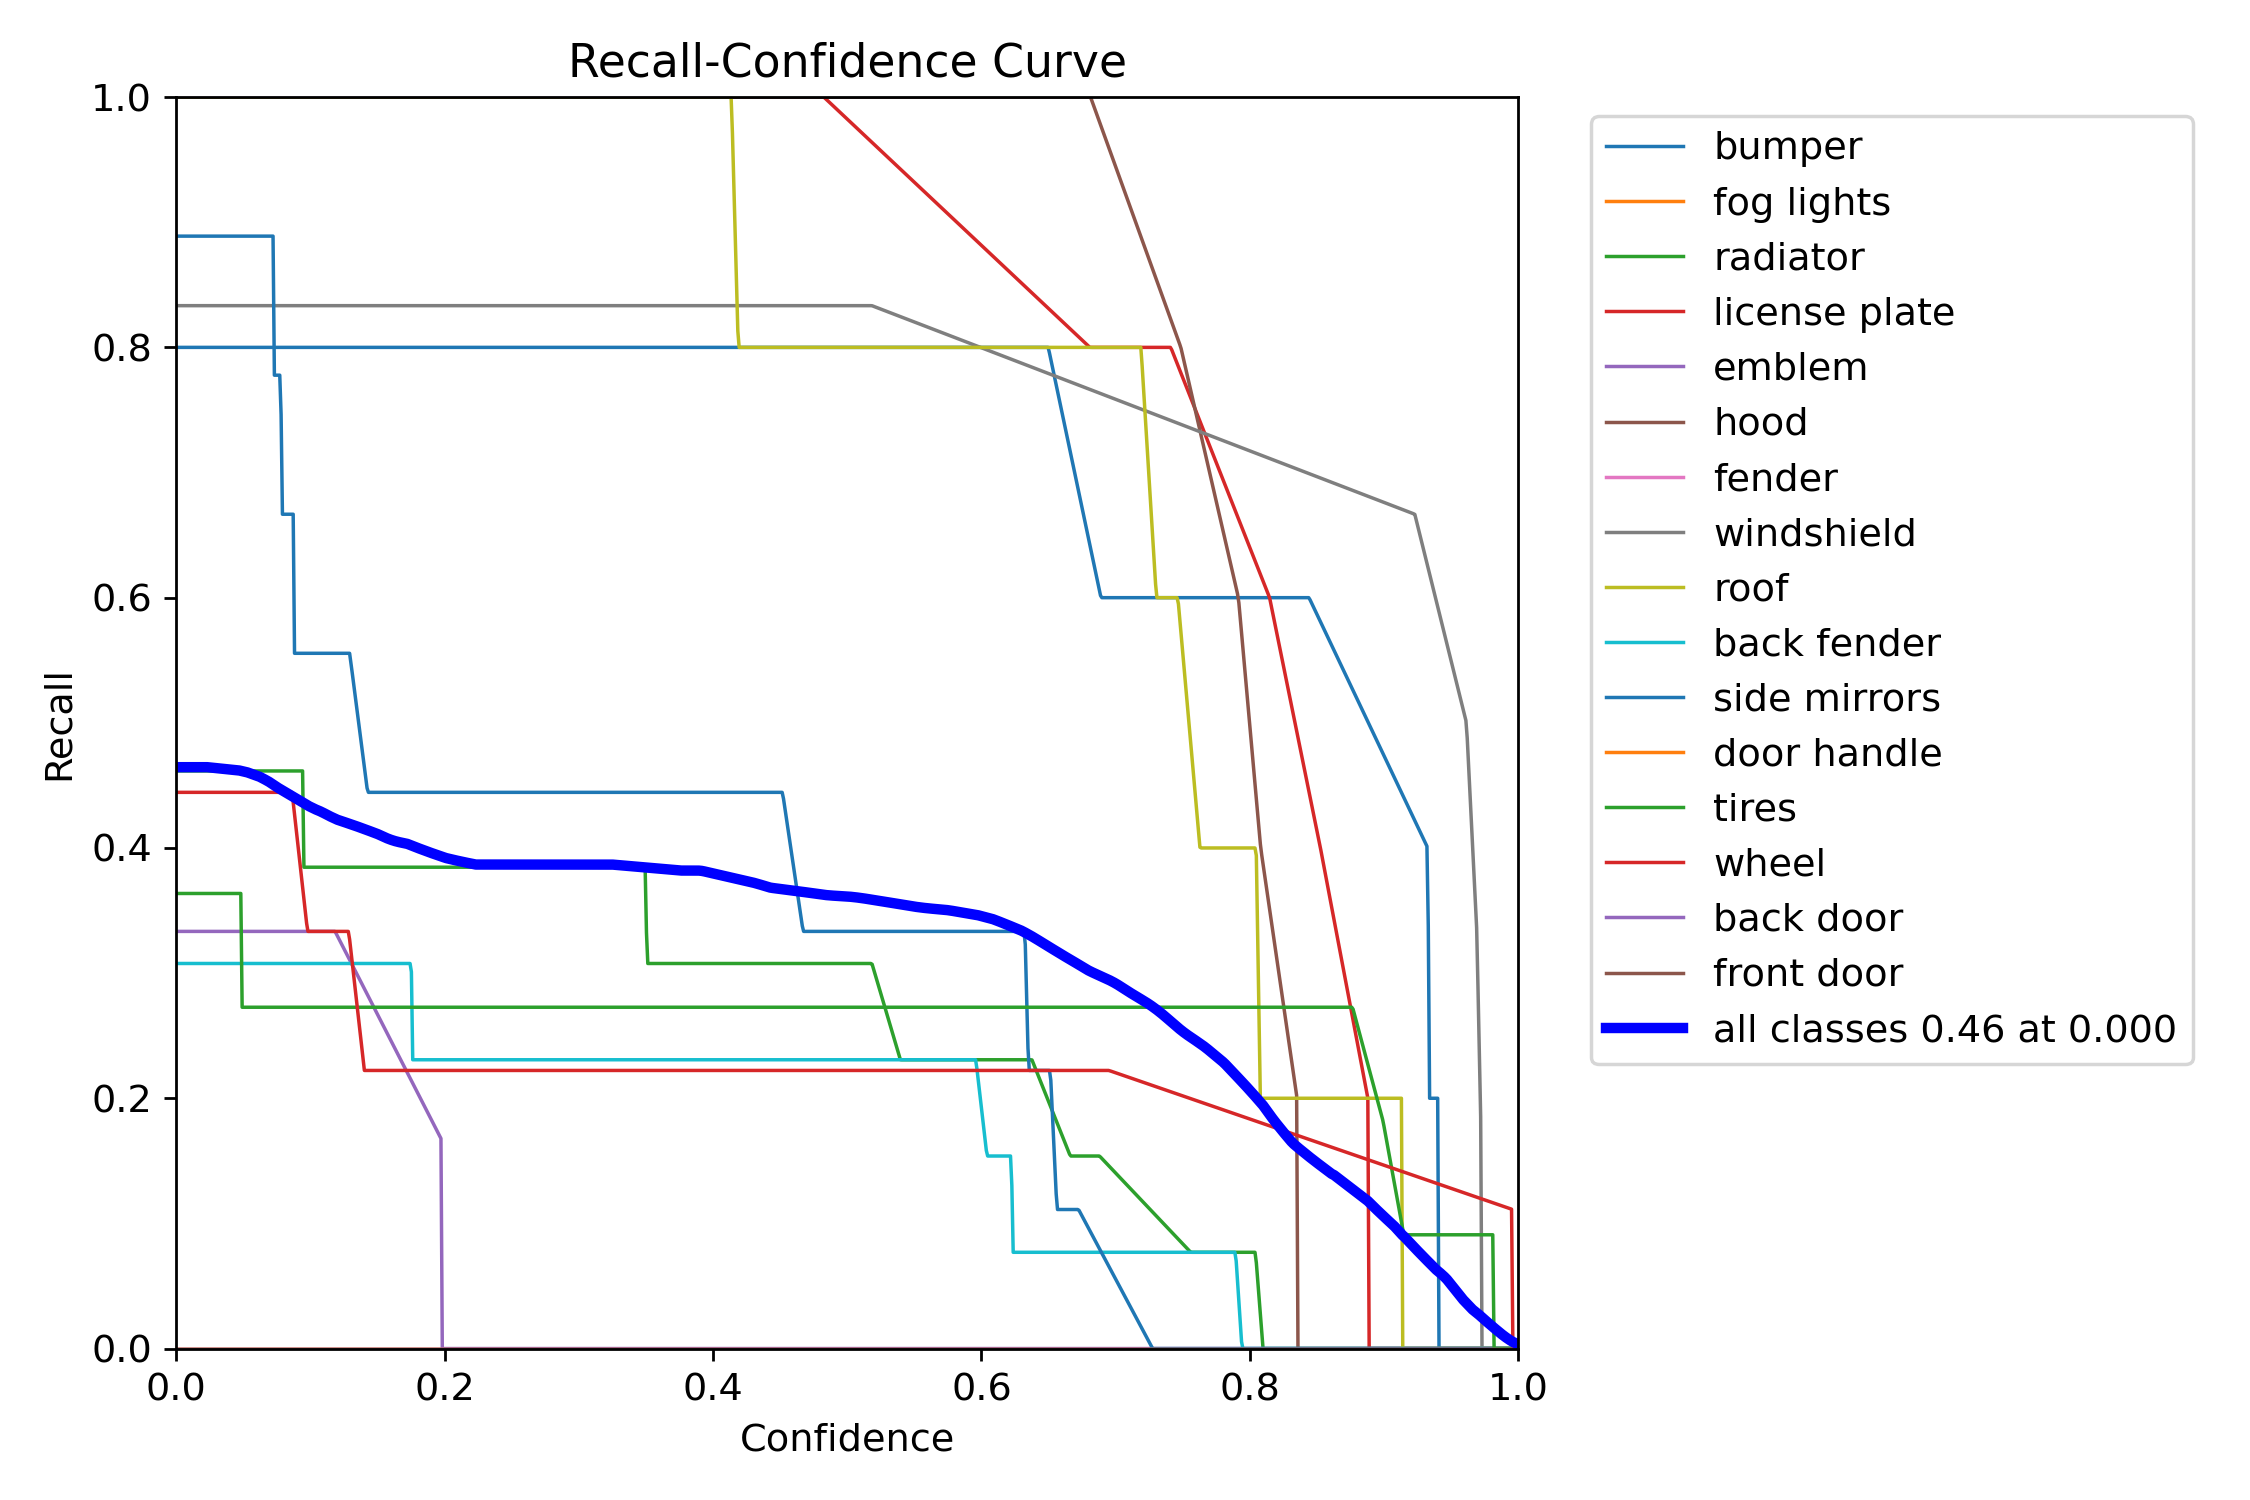 Recall-Confidence Curve
1.0
0.8
0.6
0.4
0.2
0.0
Recall
0.0 0.2 0.4 0.6 0.8 1.0
Confidence
bumper
fog lights
radiator
license plate
emblem
hood
fender
windshield
roof
back fender
side mirrors
door handle
tires
wheel
back door
front door
all classes 0.46 at 0.000